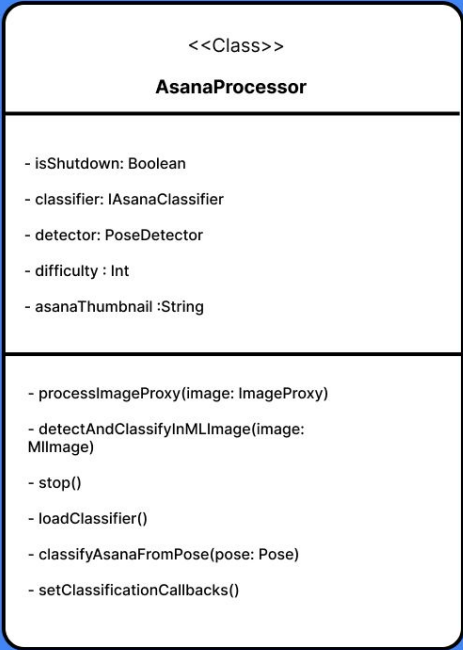 <<Class>>
AsanaProcessor
- isShutdown: Boolean
- classifier: IAsanaClassifier
- detector: PoseDetector
- difficulty : Int
- asanaThumbnail :String
- processImageProxy(image: ImageProxy)
- detectAndClassifyInMLImage(image:
MlImage)
- stop()
- loadClassifier()
- classifyAsanaFromPose(pose: Pose)
- setClassificationCallbacks()